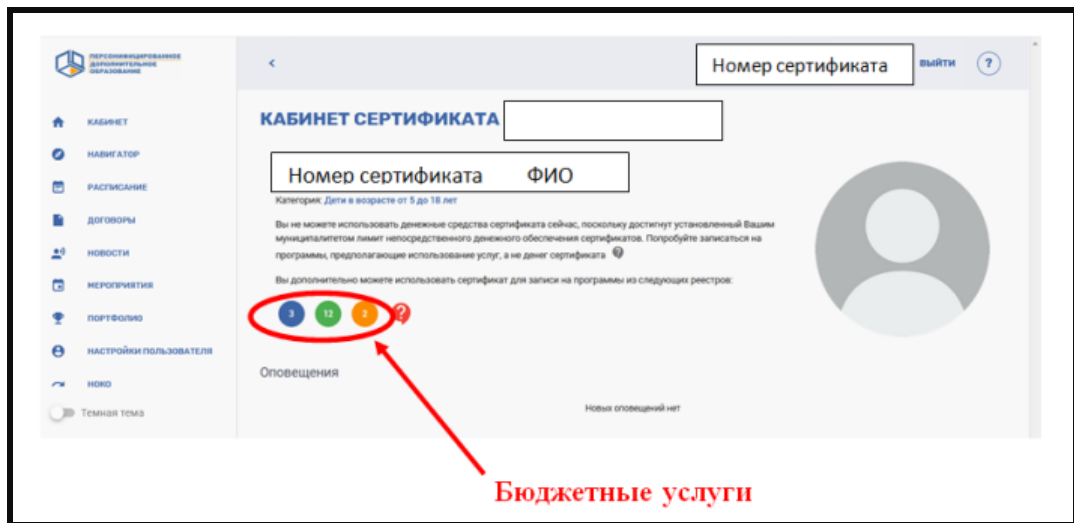 ПЕРСОНИФИЦИРОВАННОЕ
ДОПОЛНИТЕЛЬНОЕ
ОБРАЗОВАНИЕ
Номер сертификата
ВЫЙТИ
?
КАБИНЕТ
НАВИГАТОР
РАСПИСАНИЕ
ДОГОВОРЫ
НОВОСТИ
МЕРОПРИЯТИЯ
ПОРТФОЛИО
НАСТРОЙКИ ПОЛЬЗОВАТЕЛЯ
НОКО
Темная тема
КАБИНЕТ СЕРТИФИКАТА
Номер сертификата ФИО
Категория: Дети в возрасте от 5 до 18 лет
Вы не можете использовать денежные средства сертификата сейчас, поскольку достигнут установленный Вашим
муниципалитетом лимит непосредственного денежного обеспечения сертификатов. Попробуйте записаться на
программы, предполагающие использование услуг, а не денег сертификата ?
Вы дополнительно можете использовать сертификат для записи на программы из следующих реестров:
3 12 2 ?
Оповещения
Новых оповещений нет
Бюджетные услуги